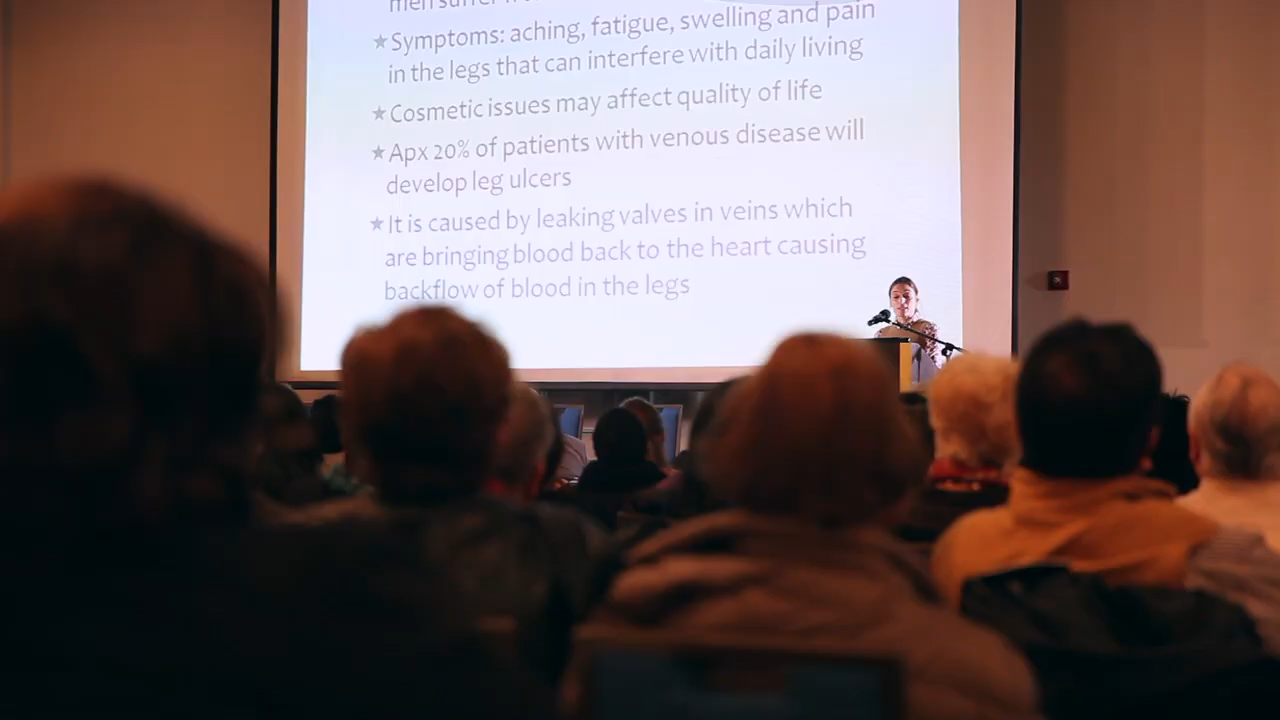 men suffer
★Symptoms: aching, fatigue, swelling and pain
in the legs that can interfere with daily living
★Cosmetic issues may affect quality of life
★Apx 20% of patients with venous disease will
develop leg ulcers
★It is caused by leaking valves in veins which
are bringing blood back to the heart causing
backflow of blood in the legs